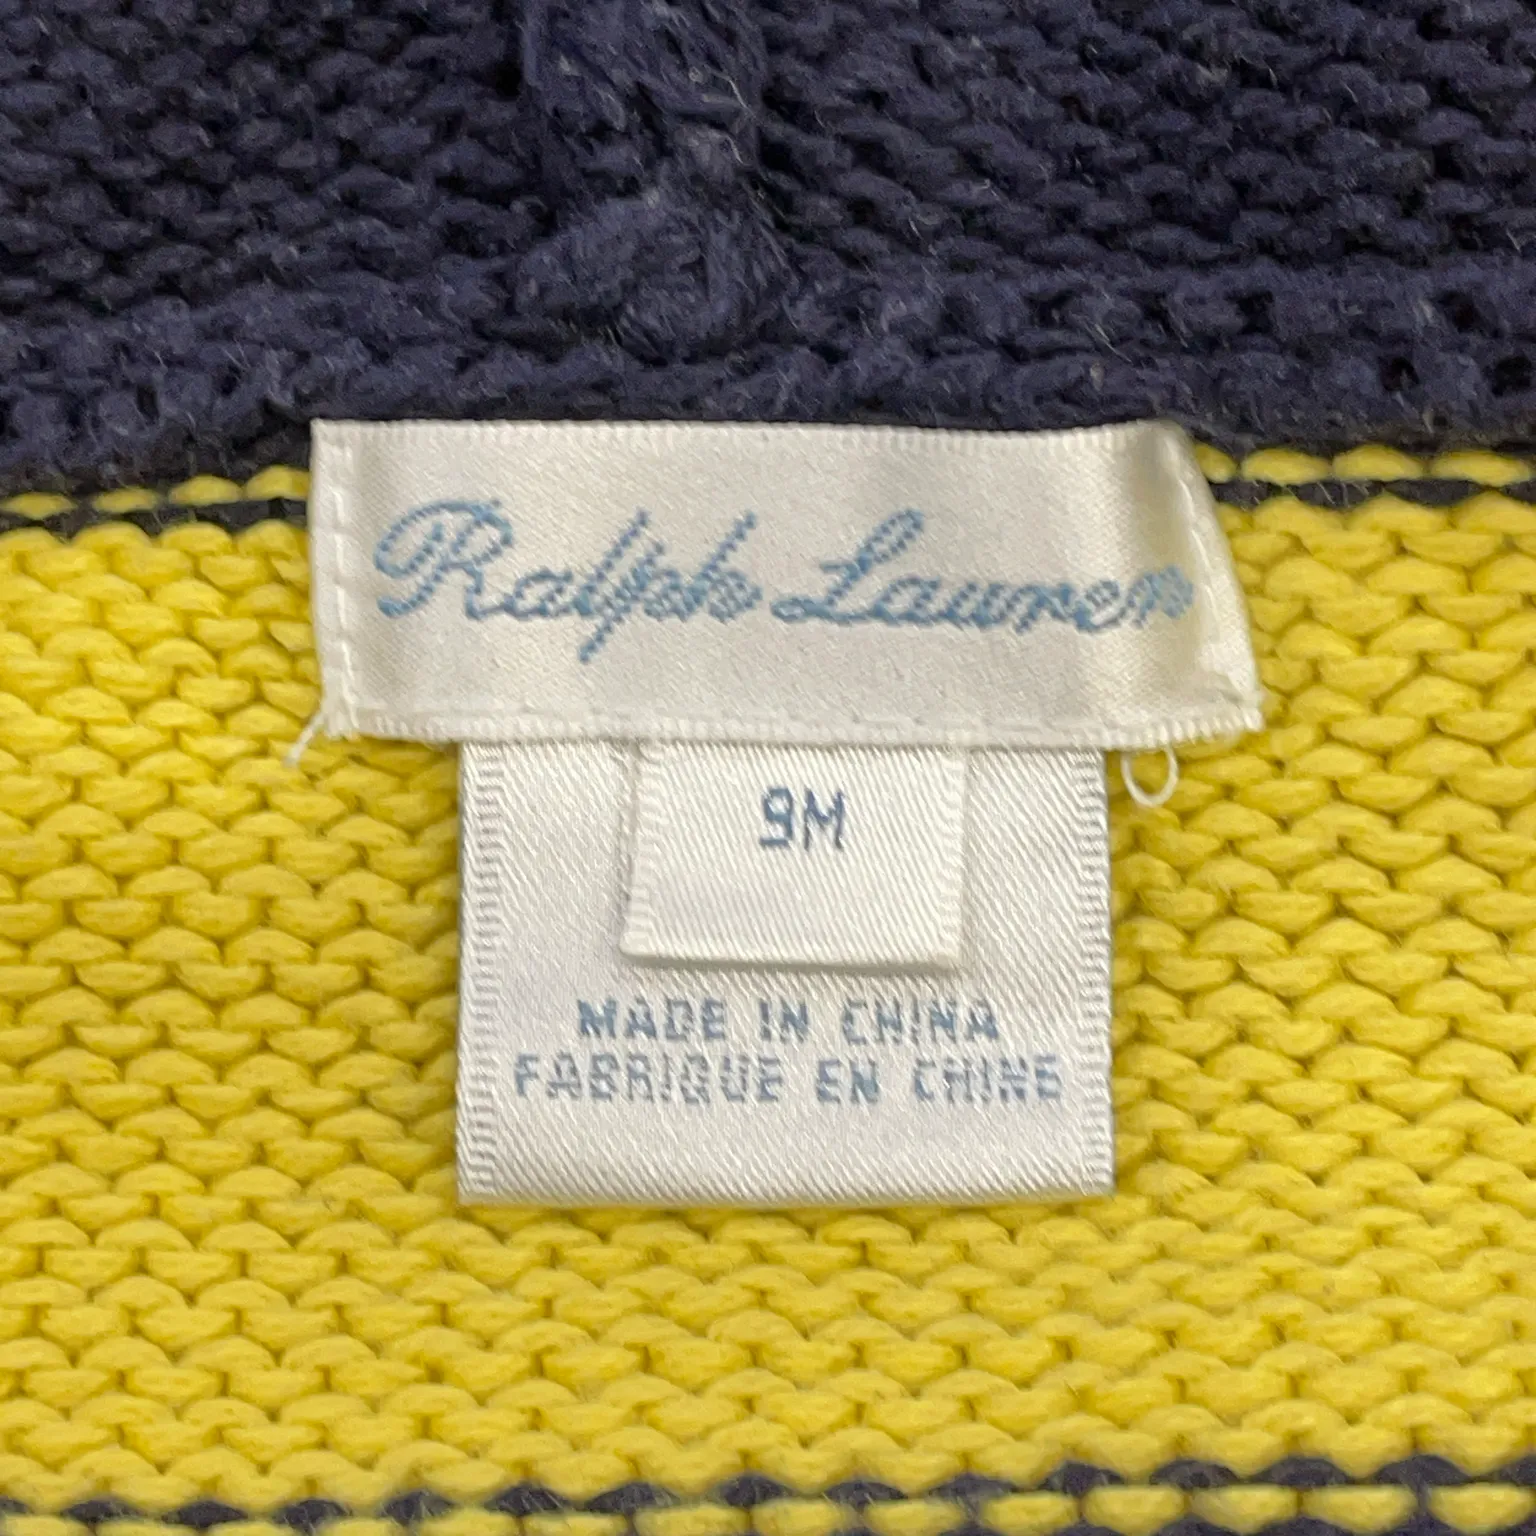 Ralph Lauren
9M
MADE IN CHINA
FABRIQUE EN CHINE